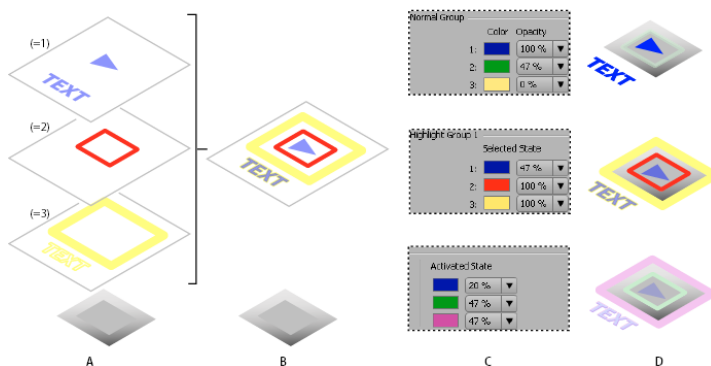 (=1)
TEXT
(=2)
(=3)
TEXT
A
TEXT
B
Normal Group
Color Opacity
1: 100 %
2: 47 %
3: 0 %
Highlight Group 1
Selected State
1: 47 %
2: 100 %
3: 100 %
Activated State
20 %
47 %
47 %
C
TEXT
TEXT
TEXT
D